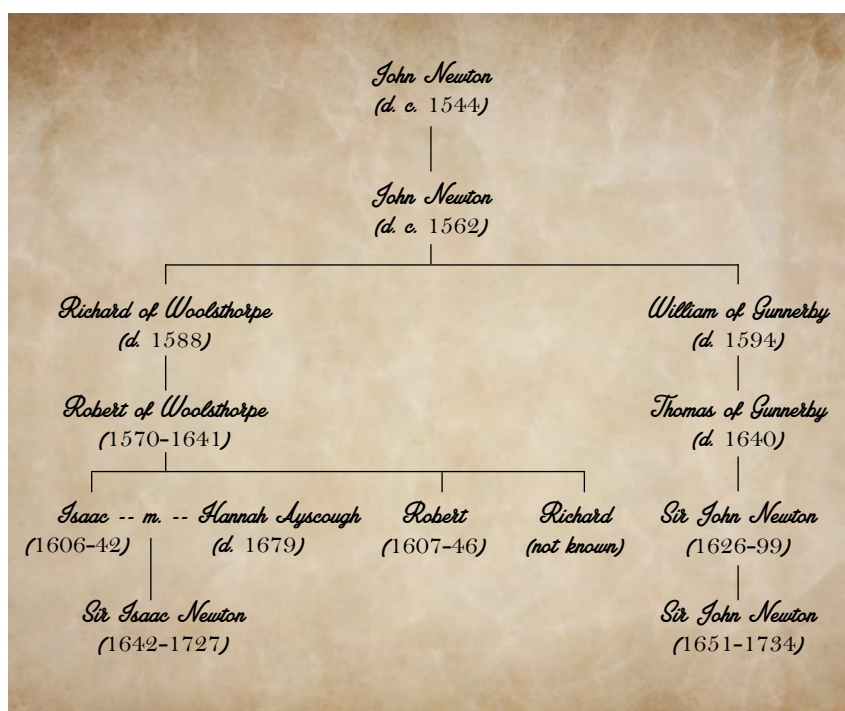 John Newton
(d. c. 1544)
John Newton
(d. c. 1562)
Richard of Woolsthorpe
(d. 1588)
William of Gunnerby
(d. 1594)
Robert of Woolsthorpe
(1570-1641)
Thomas of Gunnerby
(d. 1640)
Isaac -- m. -- Hannah Ayscough
(1606-42)
(d. 1679)
Robert
(1607-46)
Richard
(not known)
Sir John Newton
(1626-99)
Sir Isaac Newton
(1642-1727)
Sir John Newton
(1651-1734)